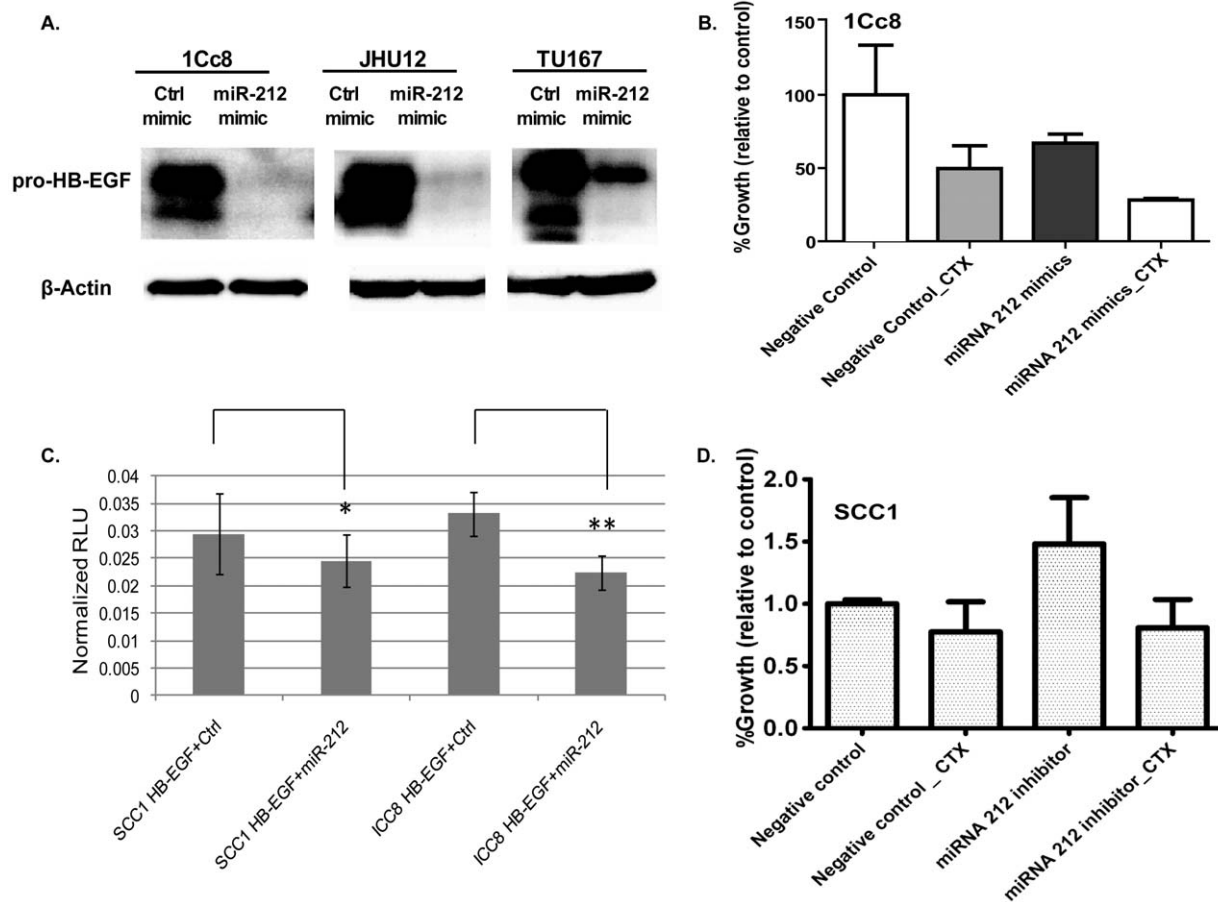 A.
1Cc8 JHU12 TU167
Ctrl mimic miR-212 mimic Ctrl mimic miR-212 mimic Ctrl mimic miR-212 mimic
pro-HB-EGF
β-Actin
B.
1Cc8
%Growth (relative to control)
150
100
50
0
Negative Control
Negative Control_CTX
miRNA 212 mimics
miRNA 212 mimics_CTX
C.
Normalized RLU
0.04
0.035
0.03
0.025
0.02
0.015
0.01
0.005
0
*
**
SCC1 HB-EGF+Ctrl
SCC1 HB-EGF+miR-212
ICC8 HB-EGF+Ctrl
ICC8 HB-EGF+miR-212
D.
SCC1
%Growth (relative to control)
2.0
1.5
1.0
0.5
0.0
Negative control
Negative control_CTX
miRNA 212 inhibitor
miRNA 212 inhibitor_CTX